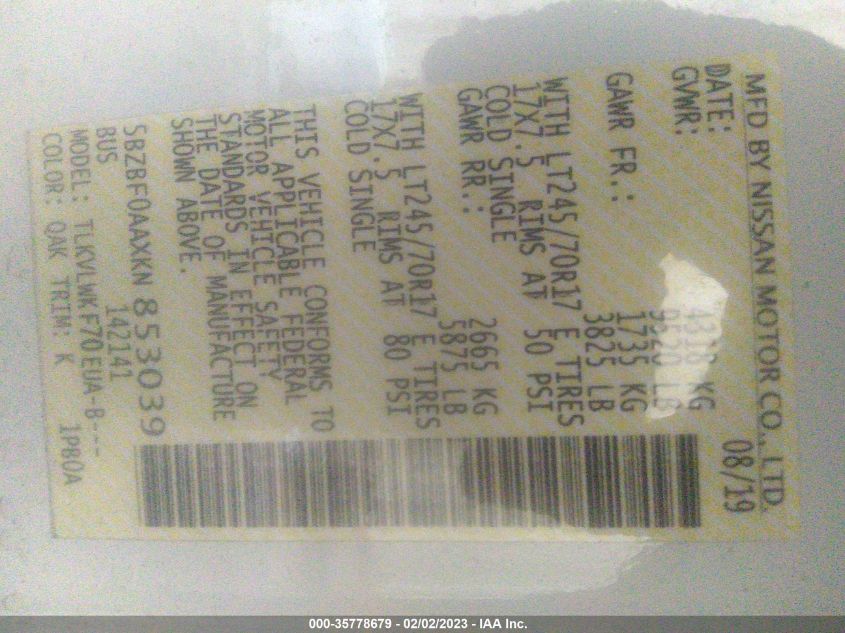 MFD BY NISSAN MOTOR CO., LTD.
DATE: 08/19
GVWR: 4318 KG
9520 LB
GAWR FR.: 1735 KG
3825 LB
WITH LT245/70R17 E TIRES
17X7.5 RIMS AT 50 PSI
COLD SINGLE
GAWR RR.: 2665 KG
5875 LB
WITH LT245/70R17 E TIRES
17X7.5 RIMS AT 80 PSI
COLD SINGLE
THIS VEHICLE CONFORMS TO
ALL APPLICABLE FEDERAL
MOTOR VEHICLE SAFETY
STANDARDS IN EFFECT ON
THE DATE OF MANUFACTURE
SHOWN ABOVE.
5BZBF0AAXKN853039
BUS 142141
MODEL: TLKVLWKF70EUA-B---
COLOR: QAK TRIM: K 1P80A
000-35778679 - 02/02/2023 - IAA Inc.